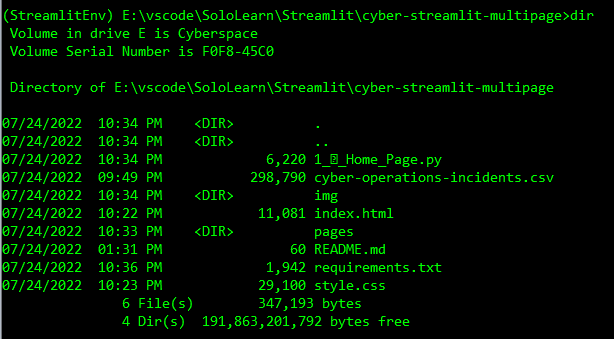 (StreamlitEnv) E:\vscode\SoloLearn\Streamlit\cyber-streamlit-multipage>dir
Volume in drive E is Cyberspace
Volume Serial Number is F0F8-45C0
Directory of E:\vscode\SoloLearn\Streamlit\cyber-streamlit-multipage
07/24/2022 10:34 PM <DIR> .
07/24/2022 10:34 PM <DIR> ..
07/24/2022 10:34 PM 6,220 1_�_Home_Page.py
07/24/2022 09:49 PM 298,790 cyber-operations-incidents.csv
07/24/2022 10:34 PM <DIR> img
07/24/2022 10:22 PM 11,081 index.html
07/24/2022 10:33 PM <DIR> pages
07/24/2022 01:31 PM 60 README.md
07/24/2022 10:36 PM 1,942 requirements.txt
07/24/2022 10:23 PM 29,100 style.css
6 File(s) 347,193 bytes
4 Dir(s) 191,863,201,792 bytes free